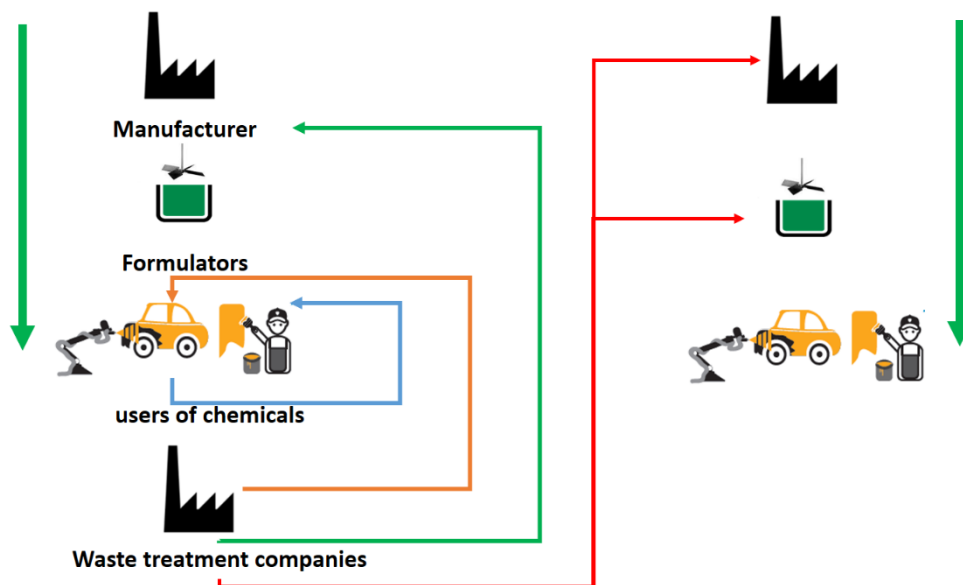 Manufacturer
Formulators
users of chemicals
Waste treatment companies